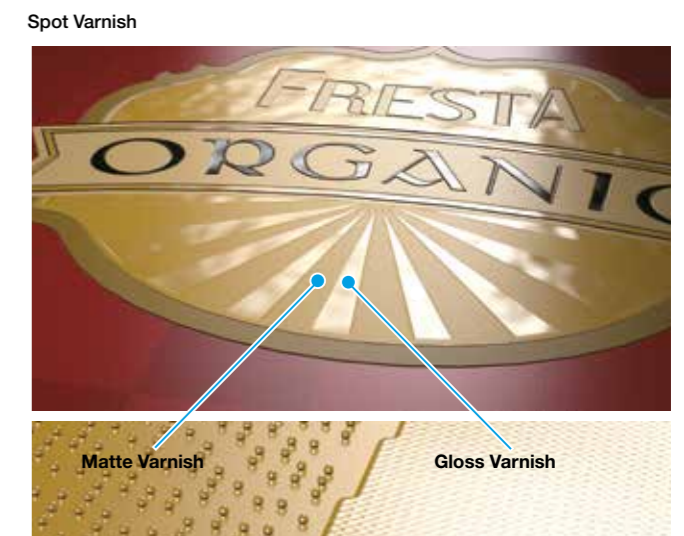 Spot Varnish
FRESTA
ORGANIC
Matte Varnish
Gloss Varnish